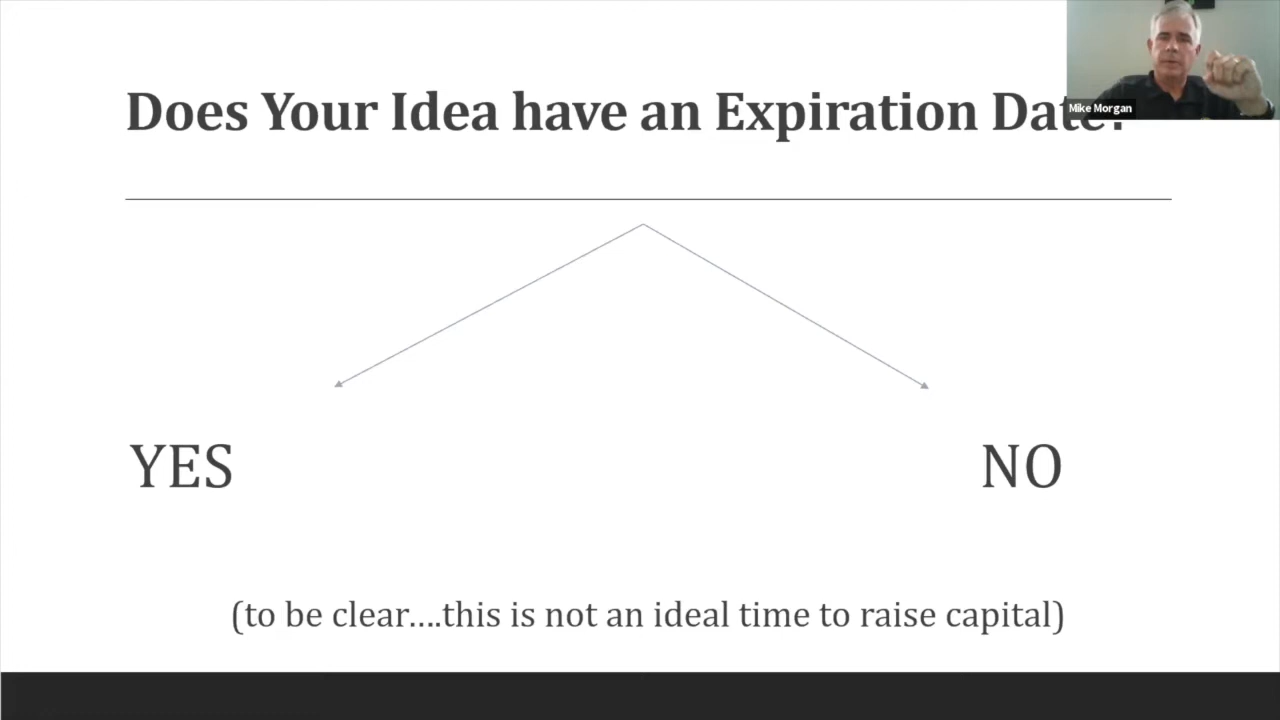 Does Your Idea have an Expiration Date?
Mike Morgan
YES
NO
(to be clear....this is not an ideal time to raise capital)